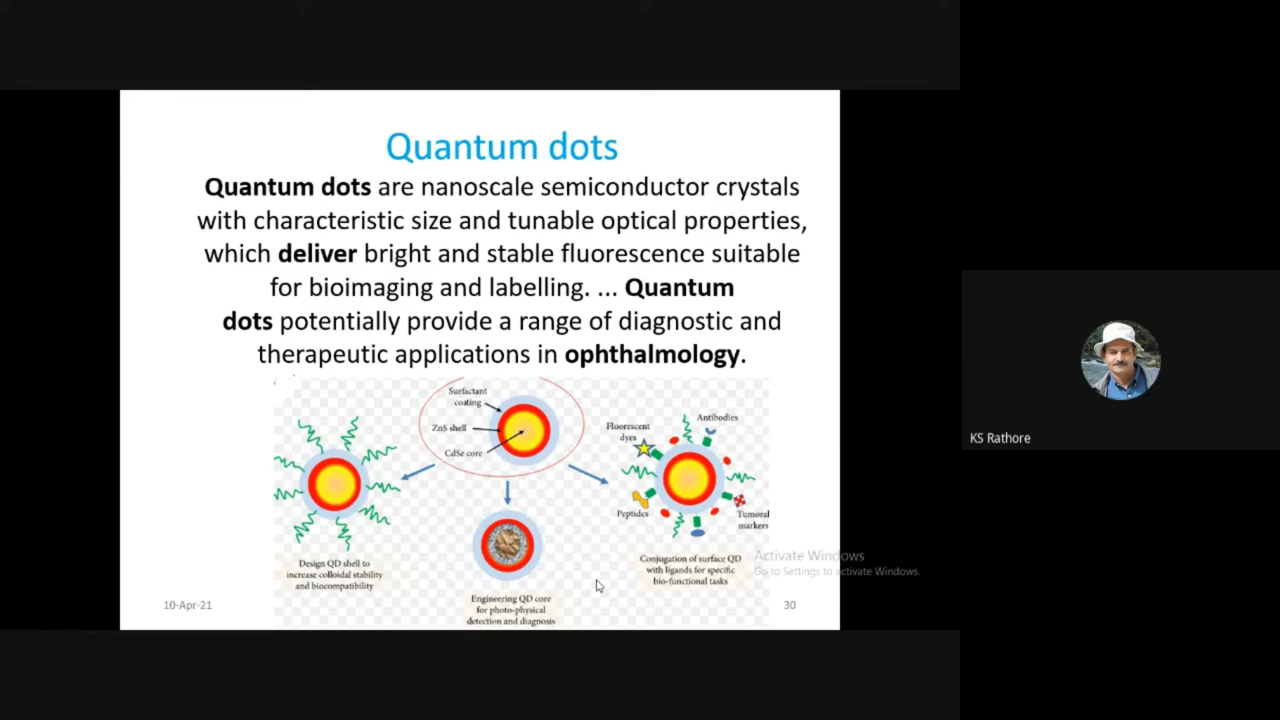 Quantum dots
Quantum dots are nanoscale semiconductor crystals
with characteristic size and tunable optical properties,
which deliver bright and stable fluorescence suitable
for bioimaging and labelling. ... Quantum
dots potentially provide a range of diagnostic and
therapeutic applications in ophthalmology.
Surfactant
coating
ZnS shell
CdSe core
Fluorescent
dyes
Antibodies
Peptides
Tumoral
markers
Design QD shell to
increase colloidal stability
and biocompatibility
Engineering QD core
for photo-physical
detection and diagnosis
Conjugation of surface QD
with ligands for specific
bio-functional tasks
10-Apr-21
30
Activate Windows
Go to Settings to activate Windows.
KS Rathore